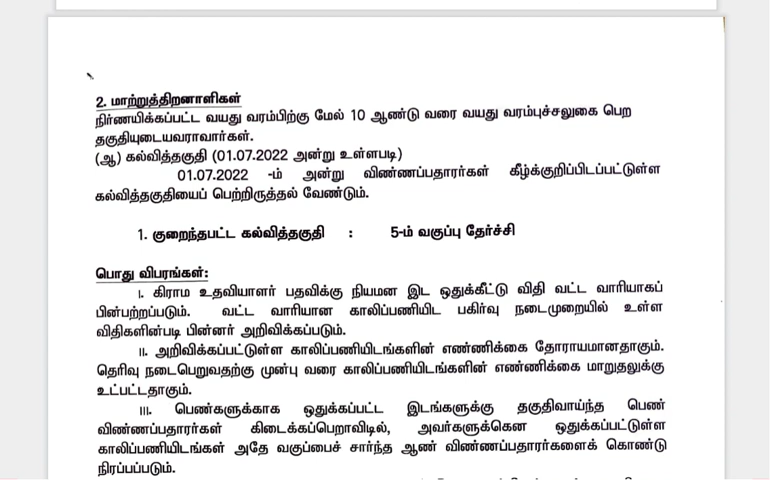 2. மாற்றுத்திறனாளிகள்
நிர்ணயிக்கப்பட்ட வயது வரம்பிற்கு மேல் 10 ஆண்டு வரை வயது வரம்புச்சலுகை பெற
தகுதியுடையவராவார்கள்.
(ஆ) கல்வித்தகுதி (01.07.2022 அன்று உள்ளபடி)
01.07.2022 -ம் அன்று விண்ணப்பதாரர்கள் கீழ்க்குறிப்பிடப்பட்டுள்ள
கல்வித்தகுதியைப் பெற்றிருத்தல் வேண்டும்.
1. குறைந்தபட்ட கல்வித்தகுதி : 5-ம் வகுப்பு தேர்ச்சி
பொது விபரங்கள்:
I. கிராம உதவியாளர் பதவிக்கு நியமன இட ஒதுக்கீட்டு விதி வட்ட வாரியாகப்
பின்பற்றப்படும். வட்ட வாரியான காலிப்பணியிட பகிர்வு நடைமுறையில் உள்ள
விதிகளின்படி பின்னர் அறிவிக்கப்படும்.
II. அறிவிக்கப்பட்டுள்ள காலிப்பணியிடங்களின் எண்ணிக்கை தோராயமானதாகும்.
தெரிவு நடைபெறுவதற்கு முன்பு வரை காலிப்பணியிடங்களின் எண்ணிக்கை மாறுதலுக்கு
உட்பட்டதாகும்.
III. பெண்களுக்காக ஒதுக்கப்பட்ட இடங்களுக்கு தகுதிவாய்ந்த பெண்
விண்ணப்பதாரர்கள் கிடைக்கப்பெறாவிடில், அவர்களுக்கென ஒதுக்கப்பட்டுள்ள
காலிப்பணியிடங்கள் அதே வகுப்பைச் சார்ந்த ஆண் விண்ணப்பதாரர்களைக் கொண்டு
நிரப்பப்படும்.